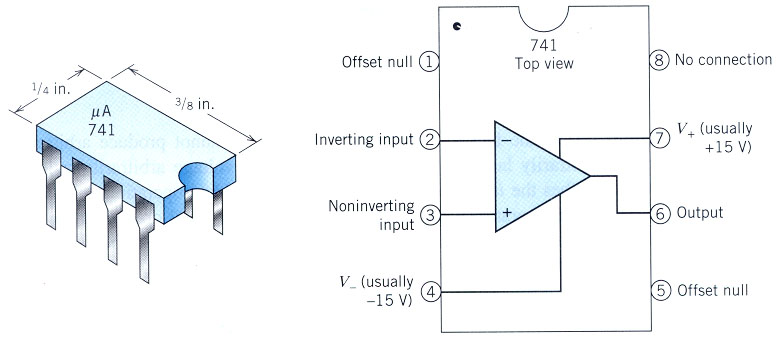 1/4 in.
3/8 in.
μA
741
741
Top view
Offset null 1
8 No connection
Inverting input 2
−
7 V+ (usually
+15 V)
Noninverting
input 3
+
6 Output
V− (usually
−15 V) 4
5 Offset null